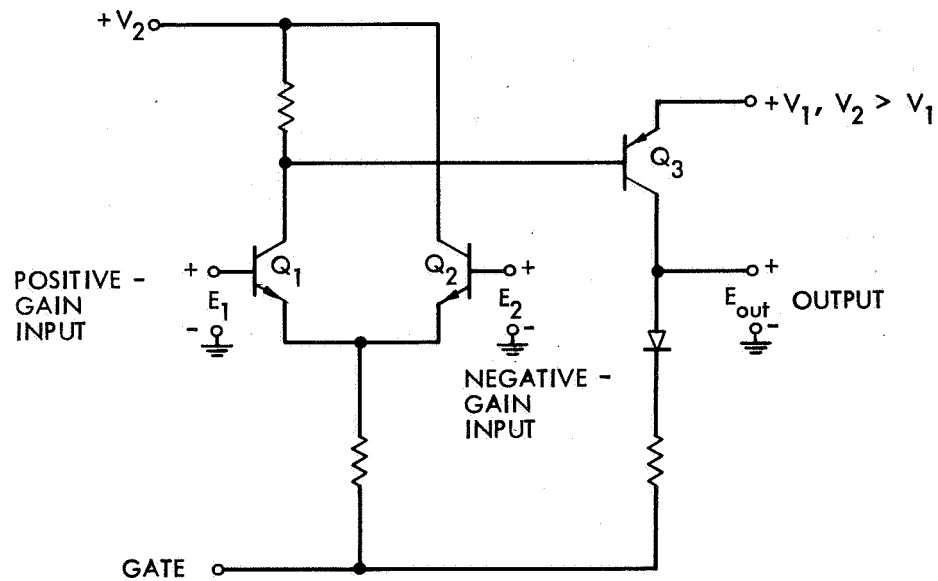 +V2
+V1, V2 > V1
Q3
Q1
Q2
+
+
+
POSITIVE -
GAIN
INPUT
E1
E2
Eout
OUTPUT
-
-
-
NEGATIVE -
GAIN
INPUT
GATE